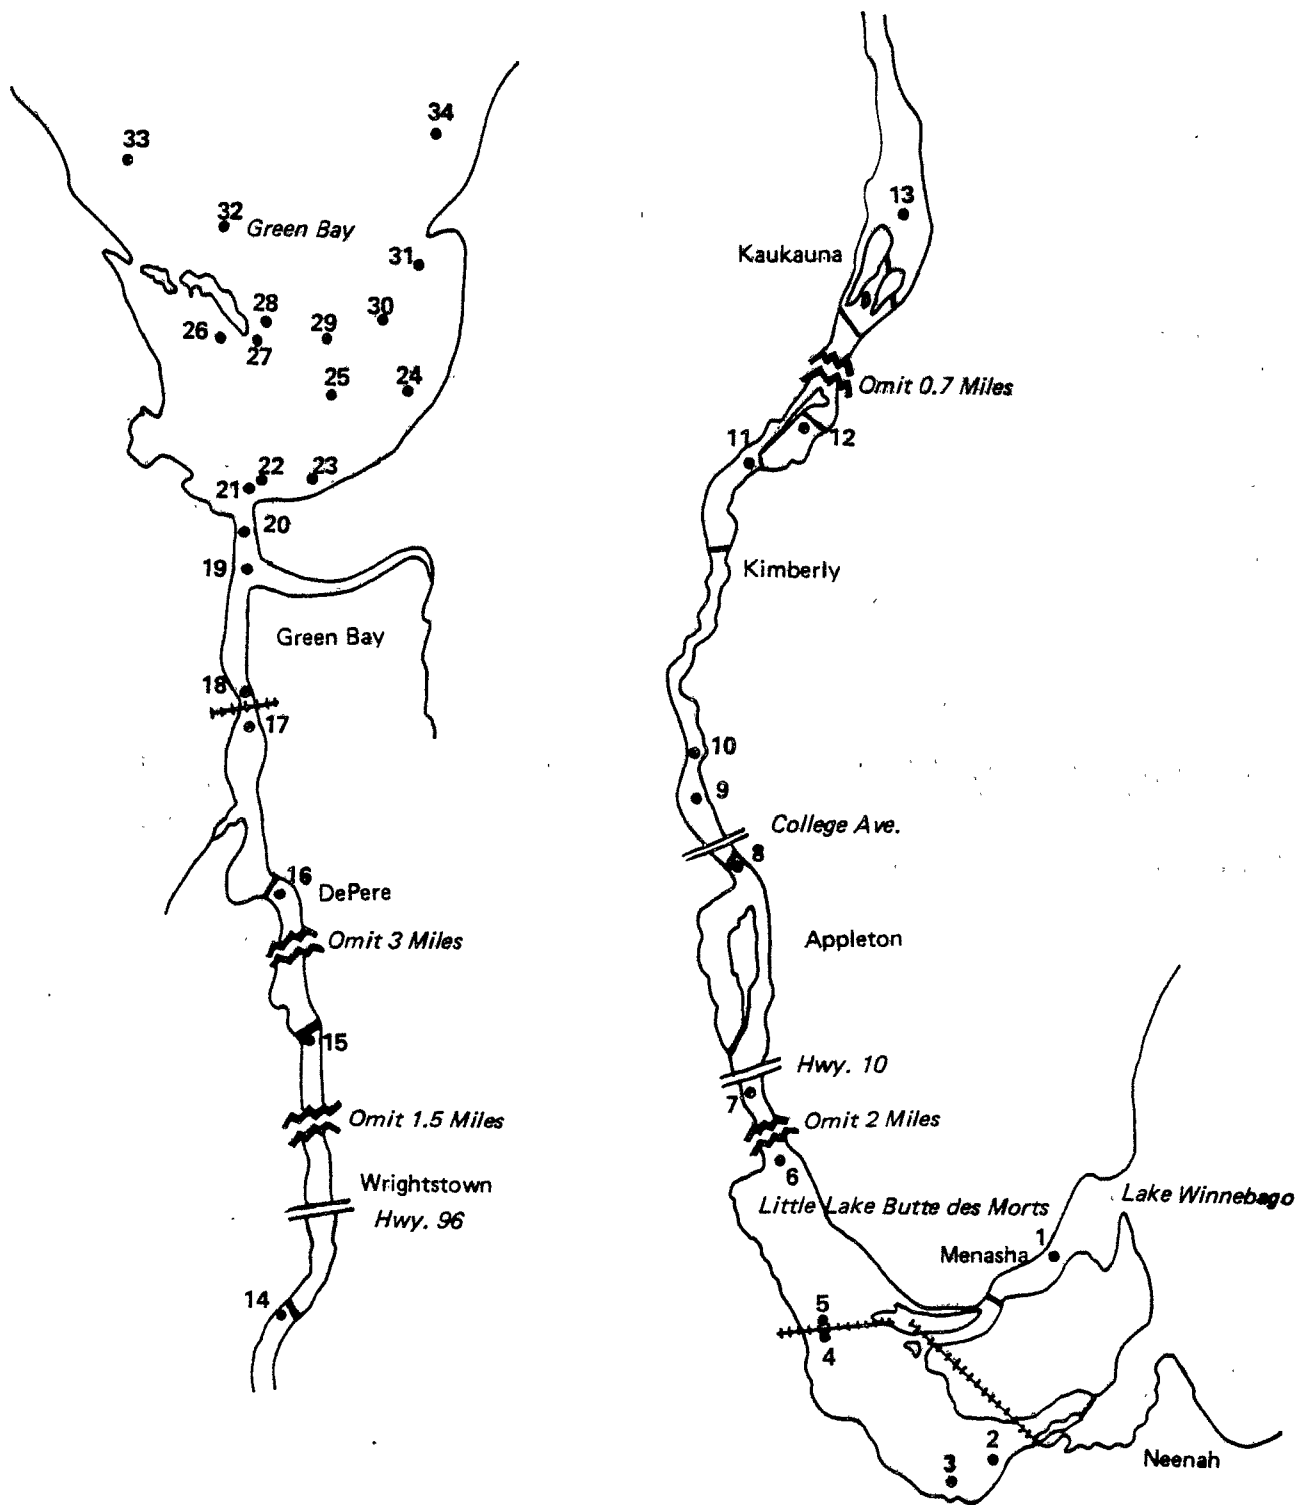 34
33
32
Green Bay
31
28
30
26
29
27
25
24
22
23
21
20
19
Green Bay
18
17
16
DePere
Omit 3 Miles
15
Omit 1.5 Miles
Wrightstown
Hwy. 96
14
13
Kaukauna
Omit 0.7 Miles
11
12
Kimberly
10
9
College Ave.
8
Appleton
Hwy. 10
7
Omit 2 Miles
6
Little Lake Butte des Morts
Lake Winnebago
1
Menasha
5
4
2
3
Neenah